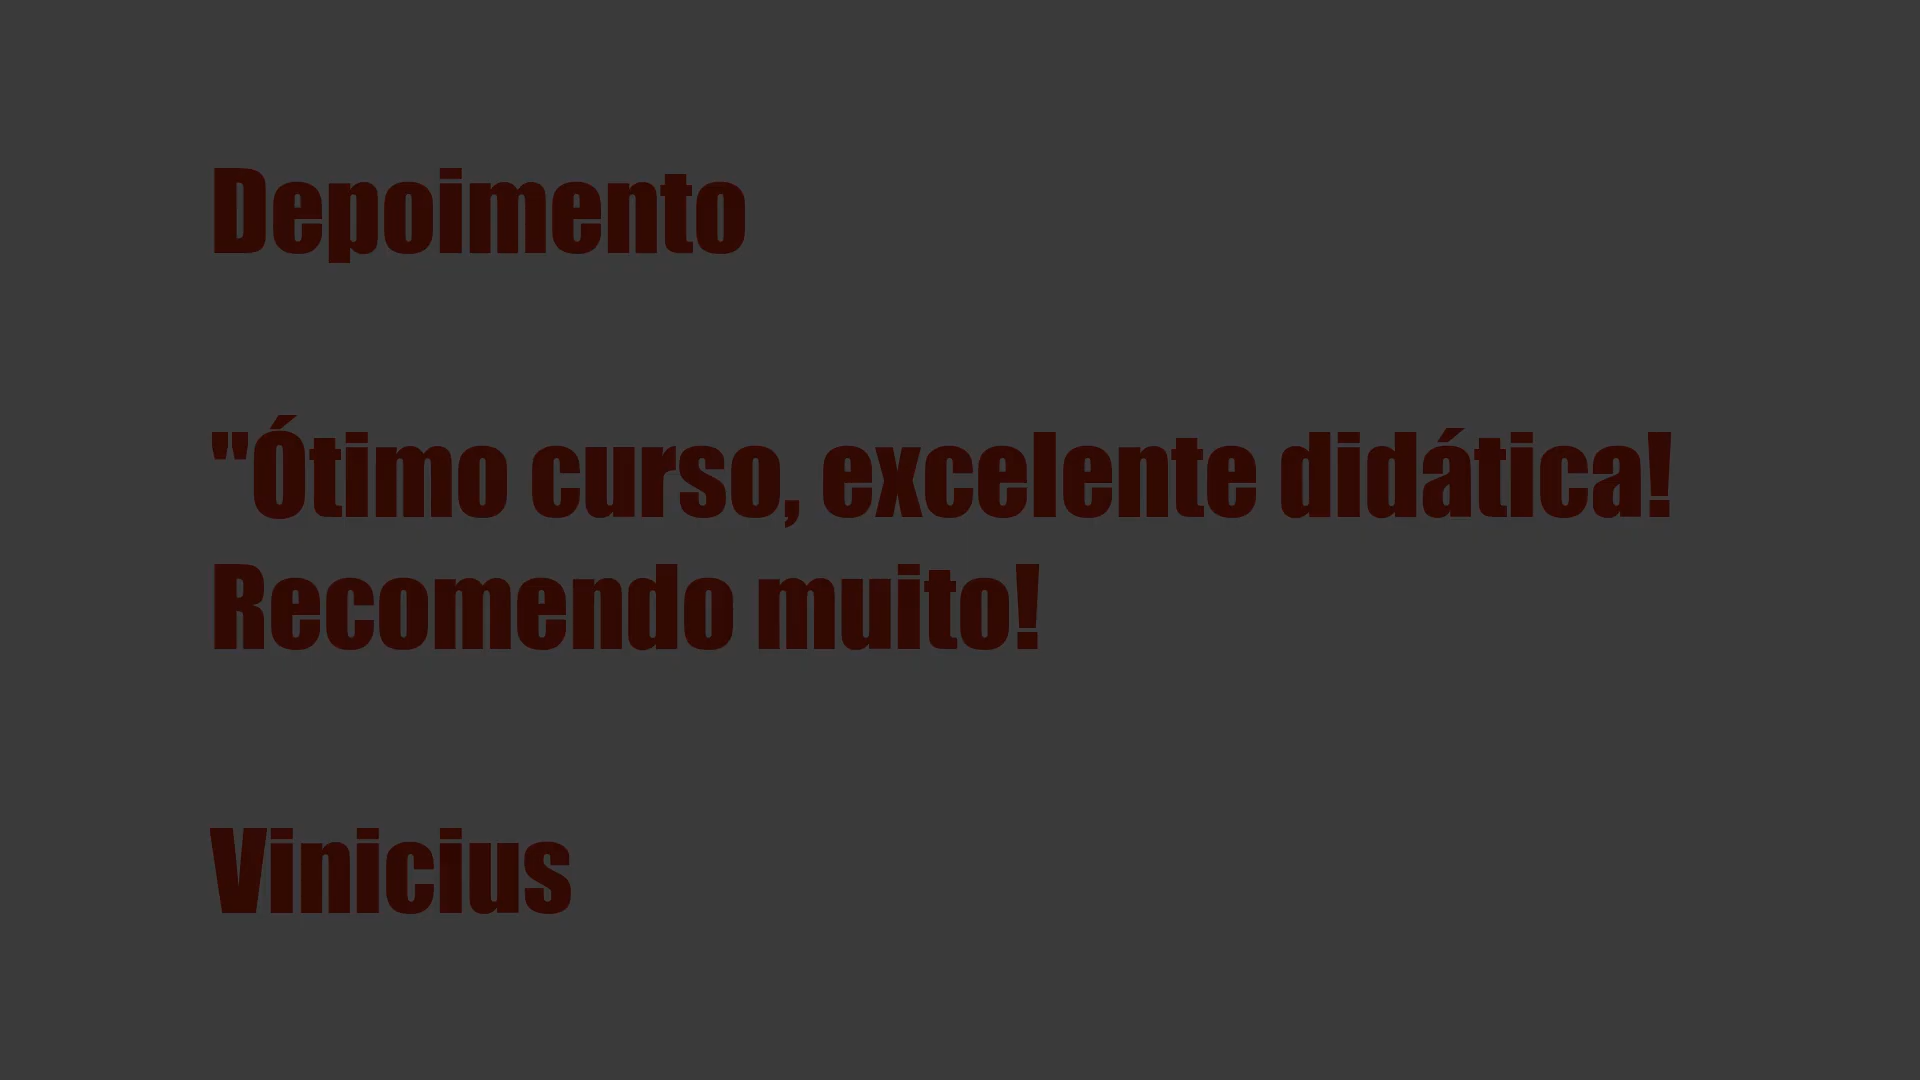 Depoimento
"Ótimo curso, excelente didática!
Recomendo muito!
Vinicius